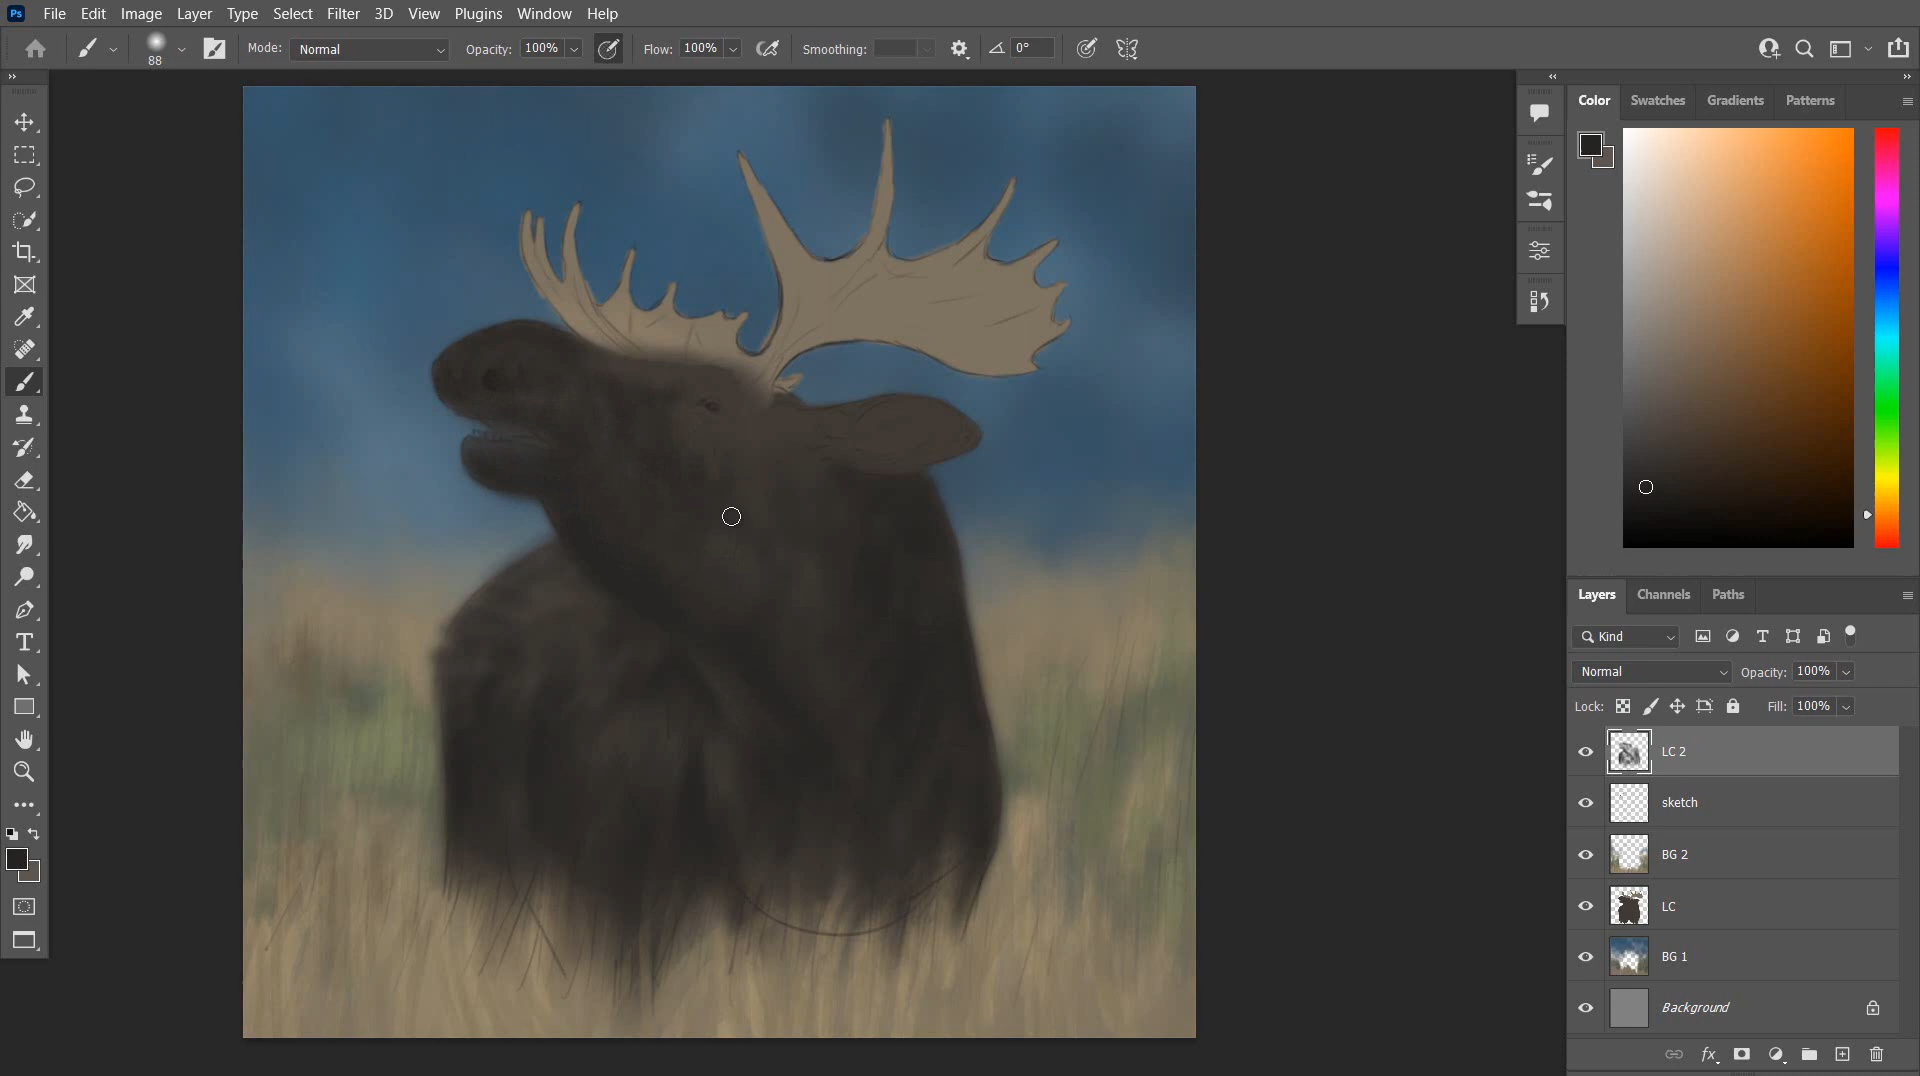 Ps File Edit Image Layer Type Select Filter 3D View Plugins Window Help
88 Mode: Normal Opacity: 100% Flow: 100% Smoothing: 0°
Color Swatches Gradients Patterns
Layers Channels Paths
Kind T
Normal Opacity: 100%
Lock: Fill: 100%
LC 2
sketch
BG 2
LC
BG 1
Background
fx
T